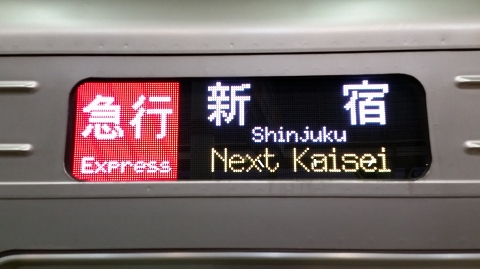 急行
Express
新宿
Shinjuku
Next Kaisei